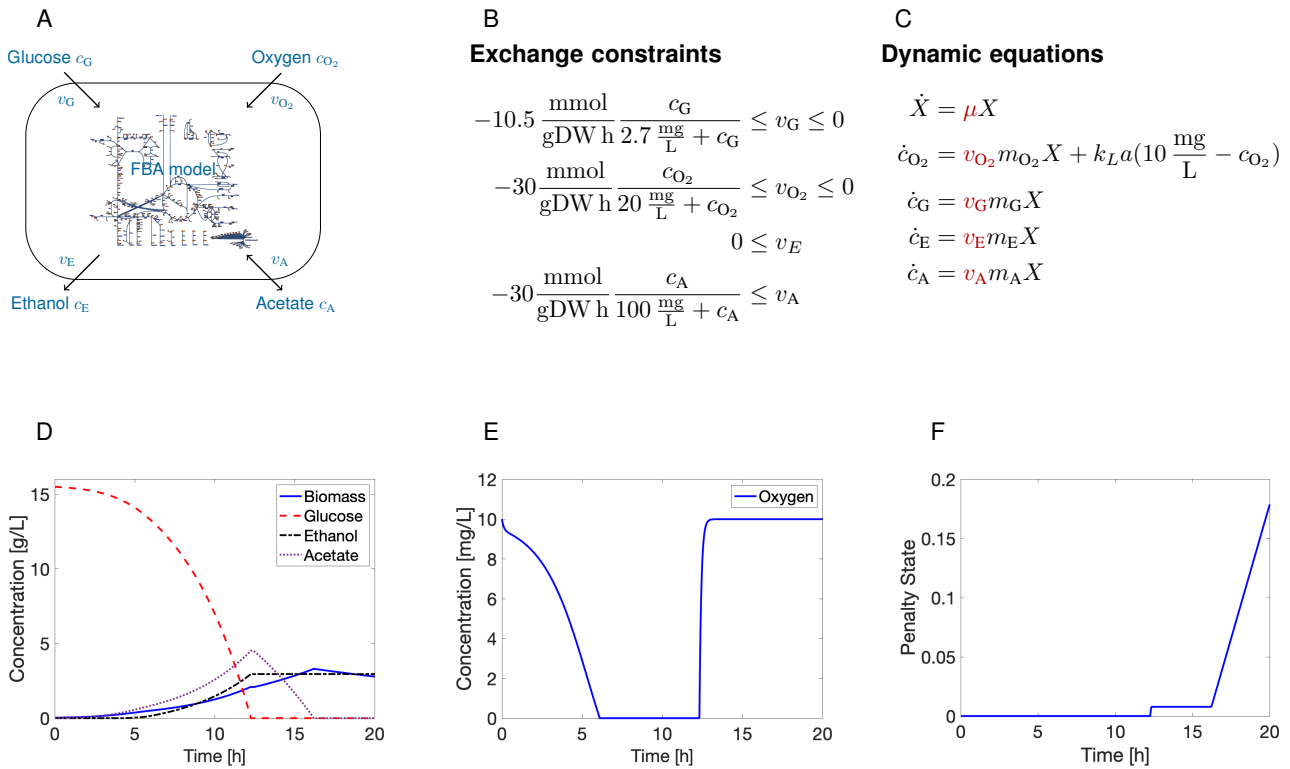 A
Glucose c_G
Oxygen c_O₂
v_G
v_O₂
FBA model
v_E
v_A
Ethanol c_E
Acetate c_A
B
Exchange constraints
−10.5 mmol/(gDW h) c_G/(2.7 mg/L + c_G) ≤ v_G ≤ 0
−30 mmol/(gDW h) c_O₂/(20 mg/L + c_O₂) ≤ v_O₂ ≤ 0
0 ≤ v_E
−30 mmol/(gDW h) c_A/(100 mg/L + c_A) ≤ v_A
C
Dynamic equations
Ẋ = μX
ċ_O₂ = v_O₂ m_O₂ X + k_L a(10 mg/L − c_O₂)
ċ_G = v_G m_G X
ċ_E = v_E m_E X
ċ_A = v_A m_A X
D
Concentration [g/L]
15
10
5
0
0 5 10 15 20
Time [h]
Biomass
Glucose
Ethanol
Acetate
E
Concentration [mg/L]
12
10
8
6
4
2
0
0 5 10 15 20
Time [h]
Oxygen
F
Penalty State
0.2
0.15
0.1
0.05
0
0 5 10 15 20
Time [h]